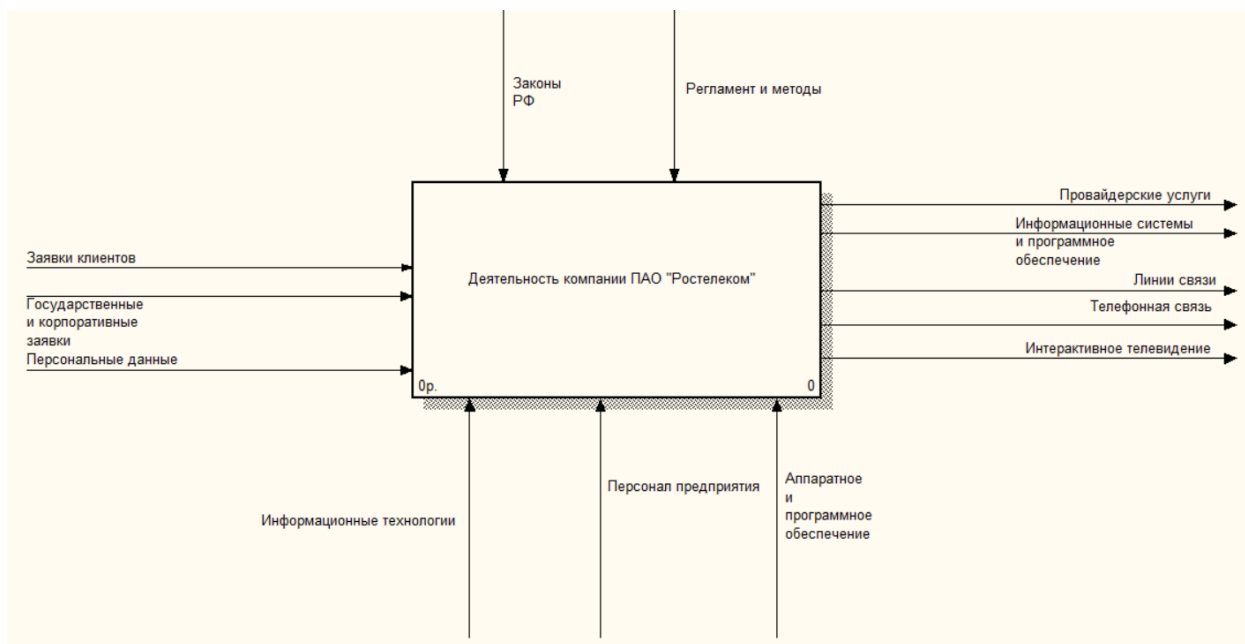 Законы
РФ
Регламент и методы
Провайдерские услуги
Информационные системы
и программное
обеспечение
Заявки клиентов
Деятельность компании ПАО "Ростелеком"
Линии связи
Государственные
и корпоративные
заявки
Телефонная связь
Интерактивное телевидение
Персональные данные
0р.
0
Персонал предприятия
Аппаратное
и
программное
обеспечение
Информационные технологии